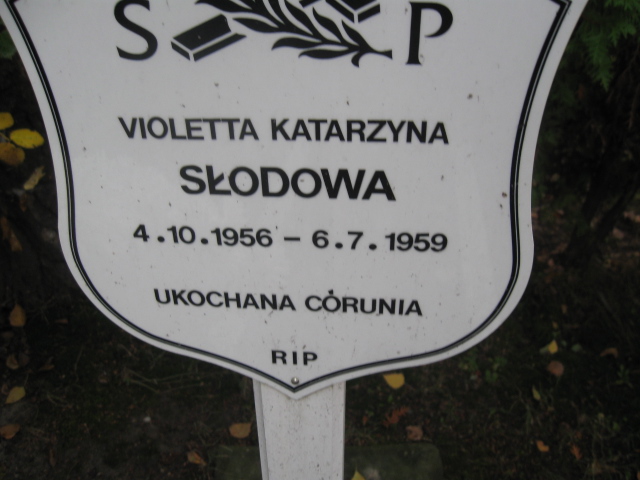 S P
VIOLETTA KATARZYNA
SŁODOWA
4.10.1956 – 6.7.1959
UKOCHANA CÓRUNIA
RIP